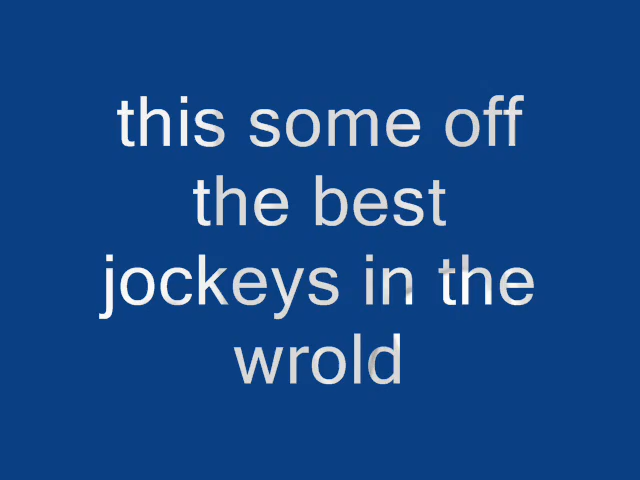 this some off
the best
jockeys in the
wrold